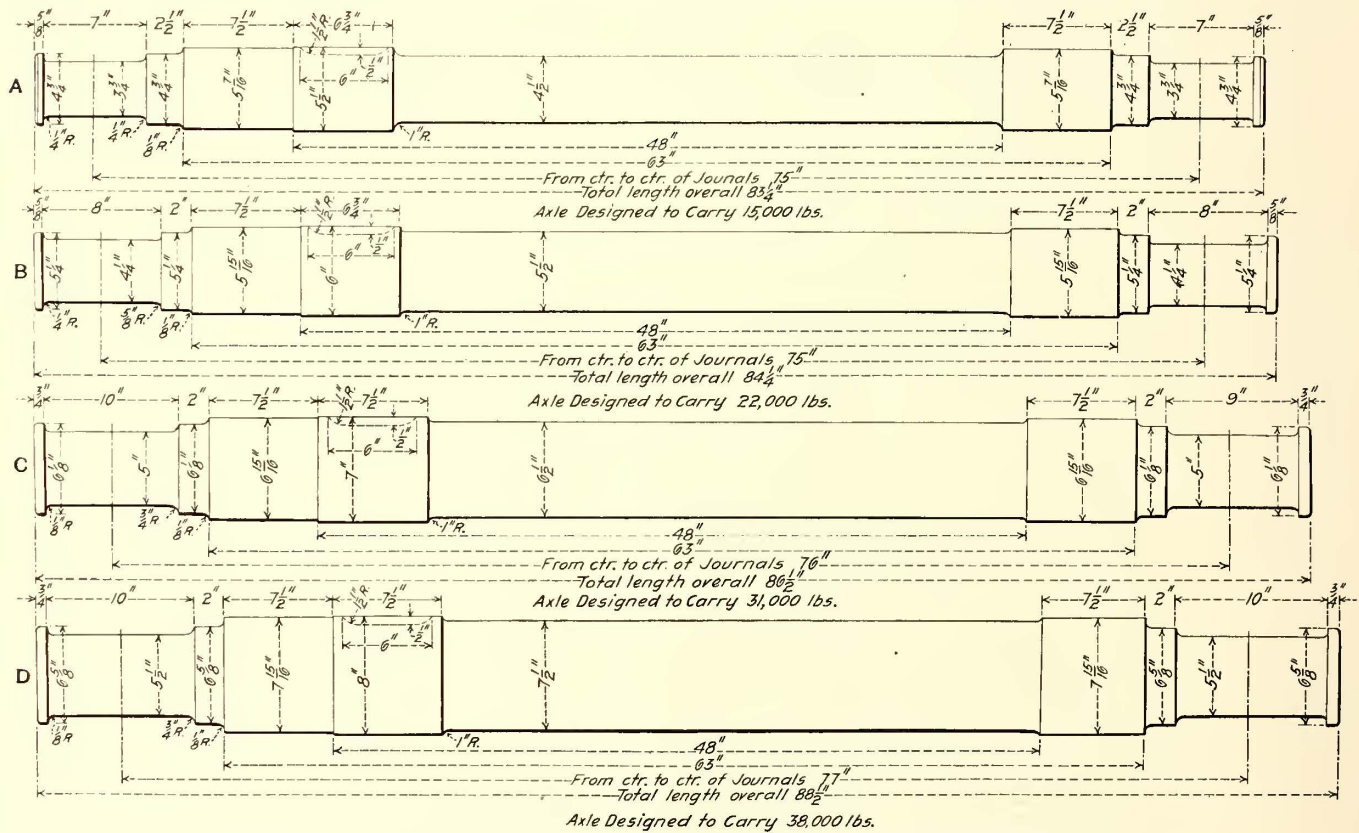 5/8" 7" 2 1/2" 7 1/2" 6 3/4" 7 1/2" 2 1/2" 7" 5/8"
1/2"R. 1/2" 6"
A 4 3/4" 3 3/4" 4 3/4" 5 7/16" 5 1/2" 4 1/2" 5 7/16" 4 3/4" 3 3/4" 4 3/4"
1/4"R. 1/4"R. 1/8"R. 1"R.
48"
63"
From ctr. to ctr. of Journals 75"
Total length overall 83 1/4"
Axle Designed to Carry 15,000 lbs.
5/8" 8" 2" 7 1/2" 6 3/4" 7 1/2" 2" 8" 5/8"
1/2"R. 1/2" 6"
B 5 1/4" 4 1/4" 5 1/4" 5 15/16" 6" 5 1/2" 5 15/16" 5 1/4" 4 1/4" 5 1/4"
1/4"R. 5/8"R. 1/8"R. 1"R.
48"
63"
From ctr. to ctr. of Journals 75"
Total length overall 84 1/4"
Axle Designed to Carry 22,000 lbs.
3/4" 10" 2" 7 1/2" 7 1/2" 7 1/2" 2" 9" 3/4"
1/2"R. 1/2" 6"
C 6 1/8" 5" 6 1/8" 6 15/16" 7" 6 1/2" 6 15/16" 6 1/8" 5" 6 1/8"
1/8"R 3/4"R. 1/8"R. 1"R.
48"
63"
From ctr. to ctr. of Journals 76"
Total length overall 86 1/2"
Axle Designed to Carry 31,000 lbs.
3/4" 10" 2" 7 1/2" 7 1/2" 7 1/2" 2" 10" 3/4"
1/2"R. 1/2" 6"
D 6 5/8" 5 1/2" 6 5/8" 7 15/16" 8" 7 1/2" 7 15/16" 6 5/8" 5 1/2" 6 5/8"
1/8"R. 3/4"R. 1/8"R. 1"R.
48"
63"
From ctr. to ctr. of Journals 77"
Total length overall 88 1/2"
Axle Designed to Carry 38,000 lbs.